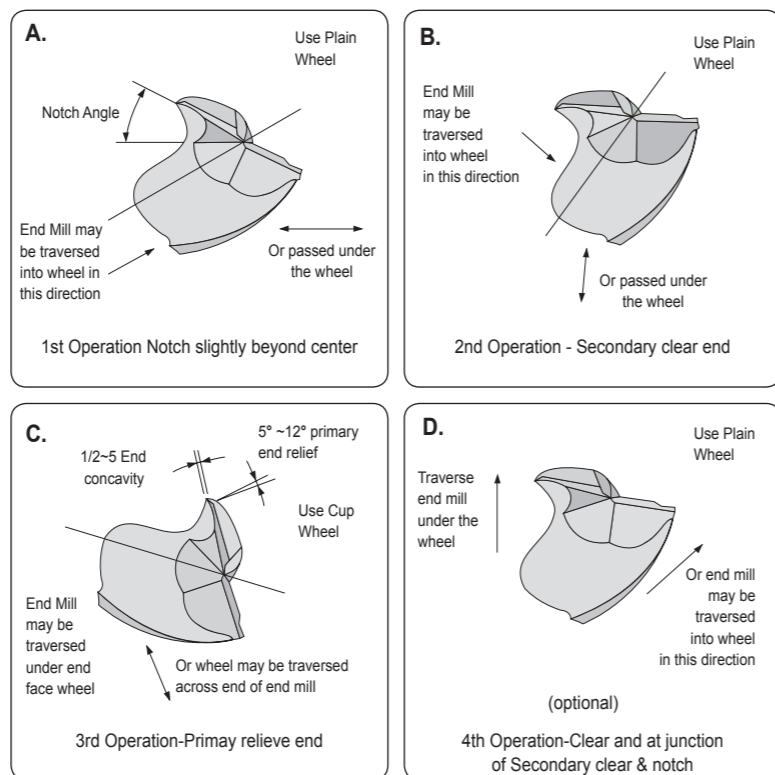 A.
Use Plain
Wheel
Notch Angle
End Mill may
be traversed
into wheel in
this direction
Or passed under
the wheel
1st Operation Notch slightly beyond center
B.
Use Plain
Wheel
End Mill
may be
traversed
into wheel
in this direction
Or passed under
the wheel
2nd Operation - Secondary clear end
C.
1/2~5 End
concavity
5° ~12° primary
end relief
Use Cup
Wheel
End Mill
may be
traversed
under end
face wheel
Or wheel may be traversed
across end of end mill
3rd Operation-Primay relieve end
D.
Use Plain
Wheel
Traverse
end mill
under the
wheel
Or end mill
may be
traversed
into wheel
in this direction
(optional)
4th Operation-Clear and at junction
of Secondary clear & notch